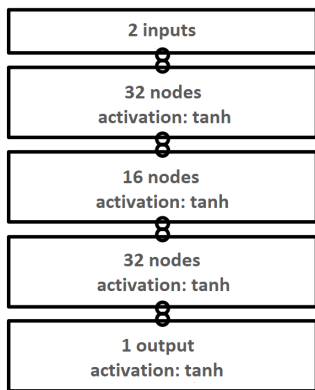 2 inputs
32 nodes
activation: tanh
16 nodes
activation: tanh
32 nodes
activation: tanh
1 output
activation: tanh